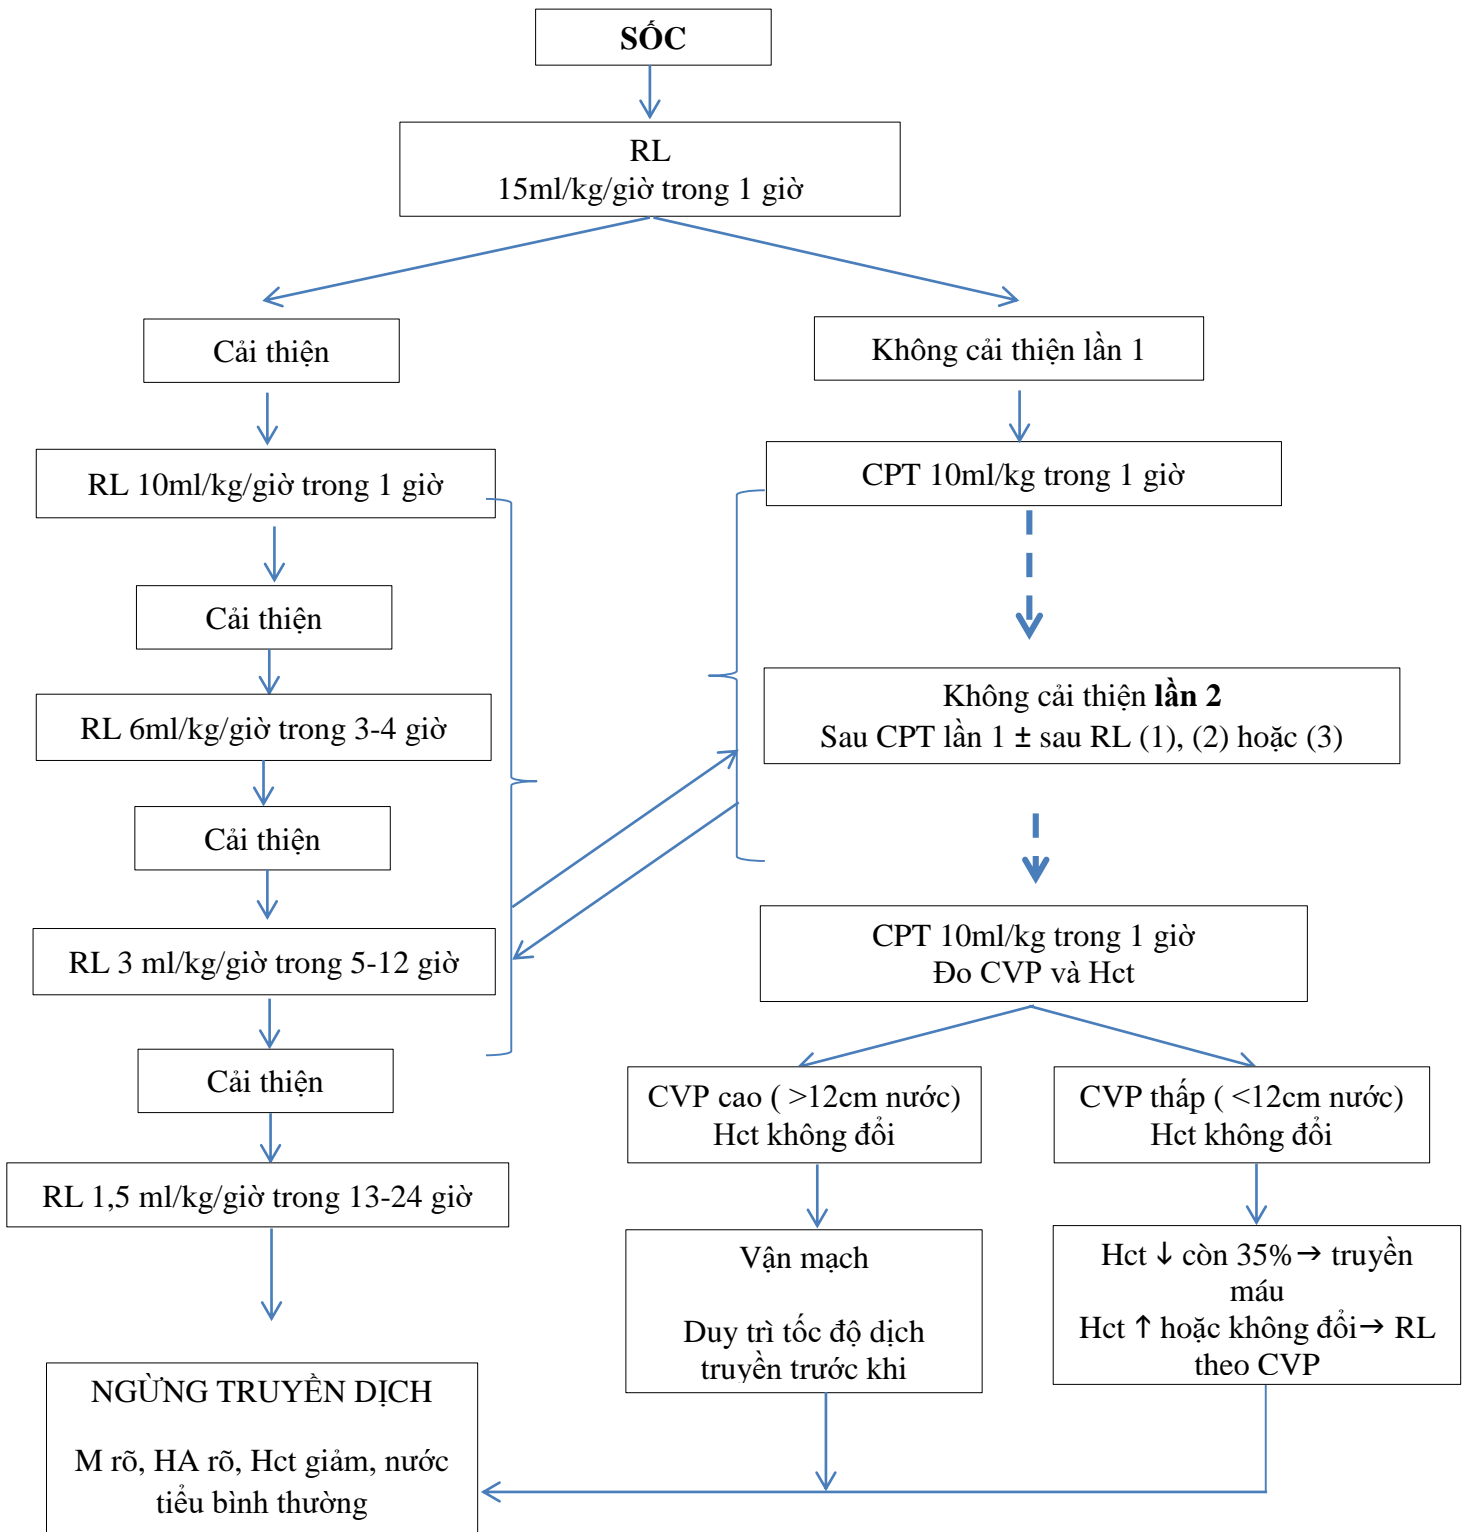 SỐC
RL
15ml/kg/giờ trong 1 giờ
Cải thiện
Không cải thiện lần 1
RL 10ml/kg/giờ trong 1 giờ
CPT 10ml/kg trong 1 giờ
Cải thiện
Không cải thiện lần 2
Sau CPT lần 1 ± sau RL (1), (2) hoặc (3)
RL 6ml/kg/giờ trong 3-4 giờ
Cải thiện
RL 3 ml/kg/giờ trong 5-12 giờ
CPT 10ml/kg trong 1 giờ
Đo CVP và Hct
Cải thiện
CVP cao ( >12cm nước)
Hct không đổi
CVP thấp ( <12cm nước)
Hct không đổi
RL 1,5 ml/kg/giờ trong 13-24 giờ
Vận mạch
Duy trì tốc độ dịch
truyền trước khi
Hct ↓ còn 35% → truyền
máu
Hct ↑ hoặc không đổi→ RL
theo CVP
NGỪNG TRUYỀN DỊCH
M rõ, HA rõ, Hct giảm, nước
tiểu bình thường